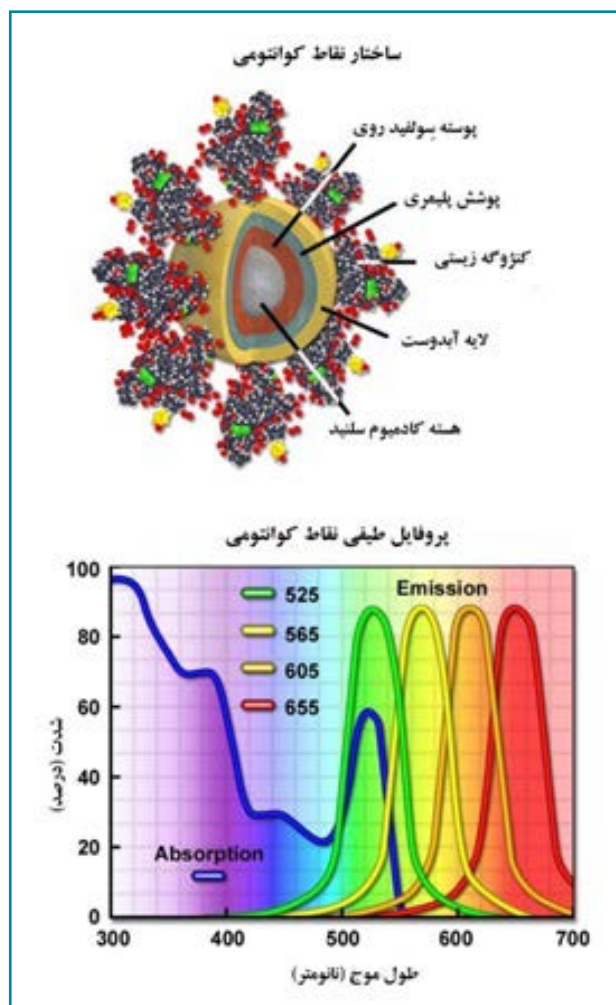 ساختار نقاط کوانتومی
پوسته سولفید روی
پوشش پلیمری
کنژوگه زیستی
لایه آبدوست
هسته کادمیوم سلنید
پروفایل طیفی نقاط کوانتومی
100
80
60
40
20
0
شدت (درصد)
525
565
605
655
Emission
Absorption
300
400
500
600
700
طول موج (نانومتر)